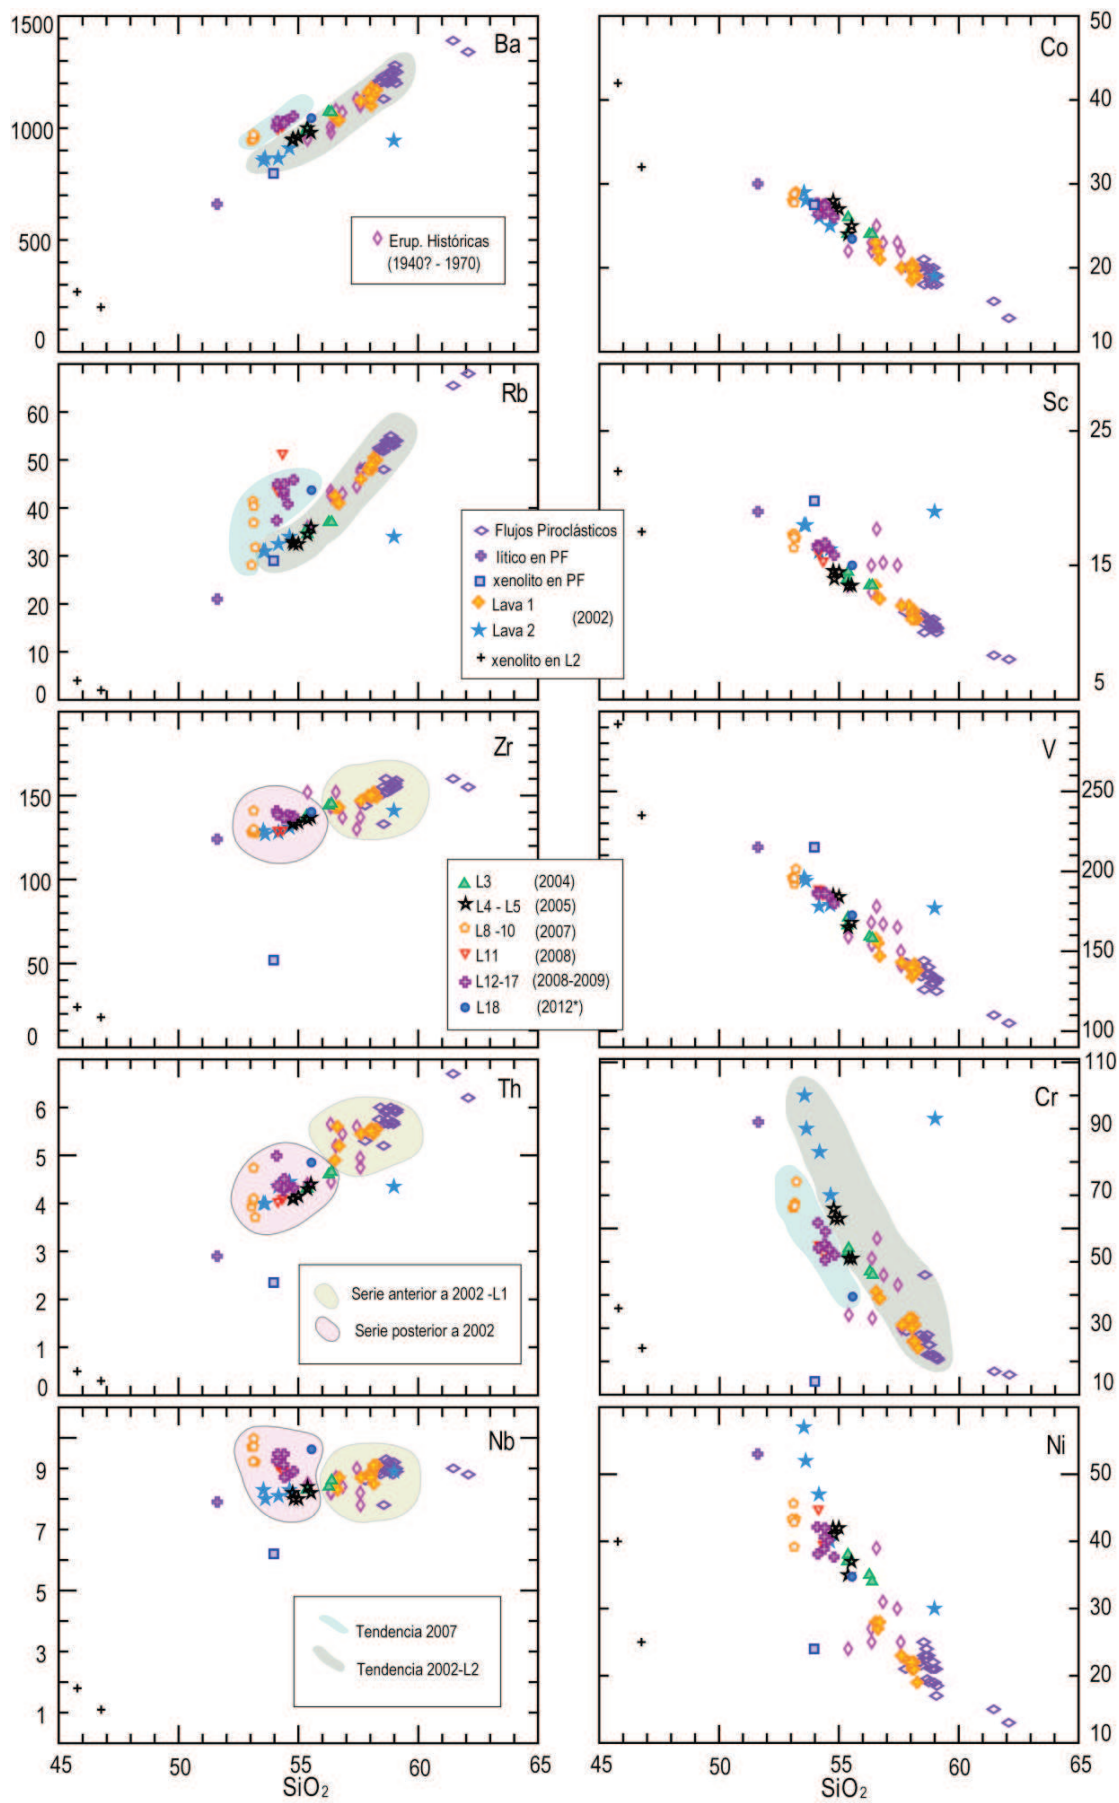 1500
1000
500
0
Ba
Erup. Históricas
(1940? - 1970)
50
40
30
20
10
Co
60
50
40
30
20
10
0
Rb
25
15
5
Sc
Flujos Piroclásticos
lítico en PF
xenolito en PF
Lava 1
(2002)
Lava 2
xenolito en L2
150
100
50
0
Zr
250
200
150
100
V
L3 (2004)
L4 - L5 (2005)
L8 -10 (2007)
L11 (2008)
L12-17 (2008-2009)
L18 (2012*)
6
5
4
3
2
1
0
Th
Serie anterior a 2002 -L1
Serie posterior a 2002
110
90
70
50
30
10
Cr
9
7
5
3
1
Nb
Tendencia 2007
Tendencia 2002-L2
50
40
30
20
10
Ni
45 50 55 60 65
SiO₂
45 50 55 60 65
SiO₂